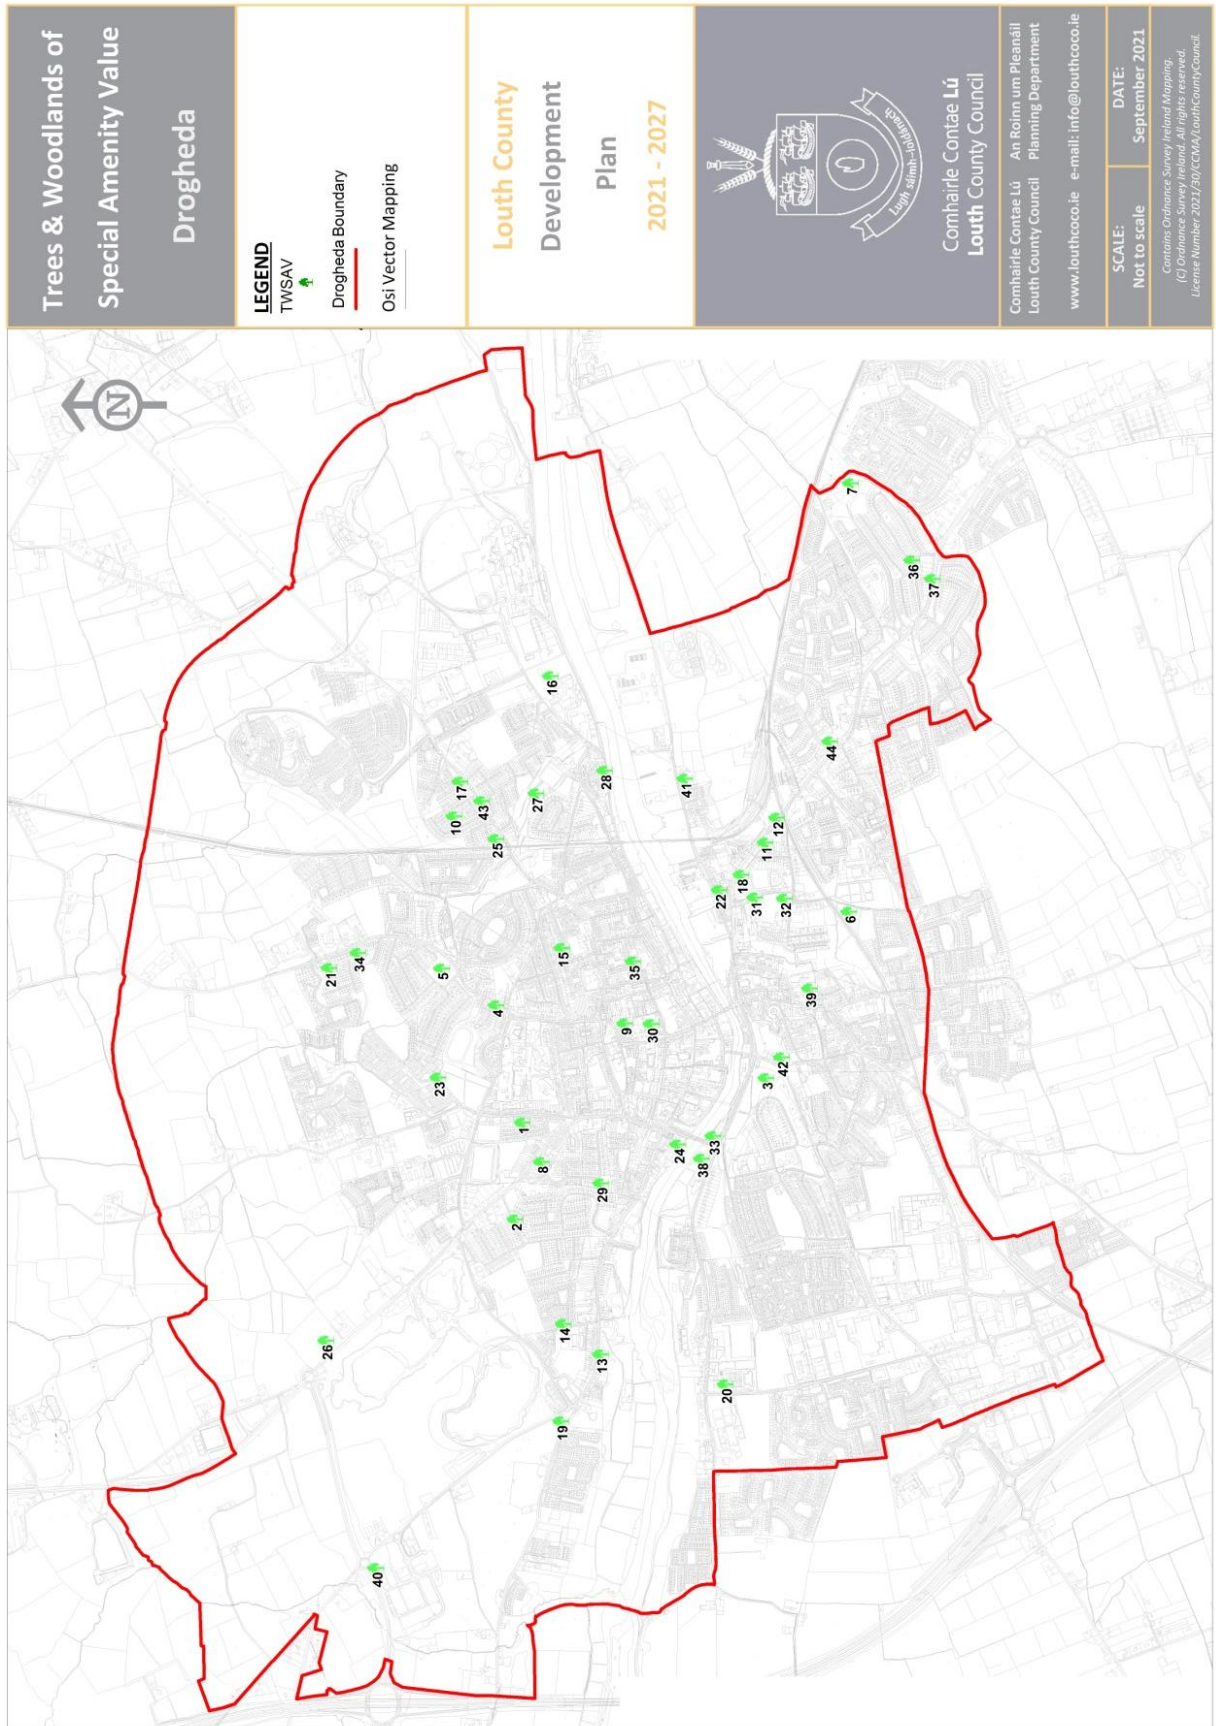 Trees & Woodlands of
Special Amenity Value
Drogheda
LEGEND
TWSAV
Drogheda Boundary
Osi Vector Mapping
Louth County
Development
Plan
2021 - 2027
Lugh sáimh-ioldánach
Comhairle Contae Lú
Louth County Council
Comhairle Contae Lú An Roinn um Pleanáil
Louth County Council Planning Department
www.louthcoco.ie e-mail: info@louthcoco.ie
SCALE:
Not to scale
DATE:
September 2021
Contains Ordnance Survey Ireland Mapping.
(C) Ordnance Survey Ireland. All rights reserved.
License Number 2021/30/CCMA/LouthCountyCouncil.
N
26
21
34
40
23
5
10
17
43
4
25
2
1
27
8
16
19
14
15
13
29
28
9
35
30
24
41
38
33
22
20
18
31
3
11
12
42
32
39
44
6
7
36
37